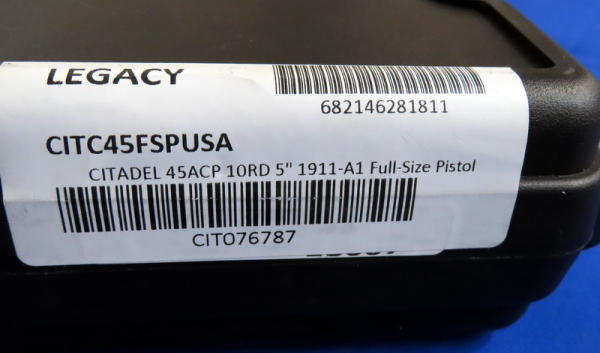 LEGACY
682146281811
CITC45FSPUSA
CITADEL 45ACP 10RD 5" 1911-A1 Full-Size Pistol
CIT076787